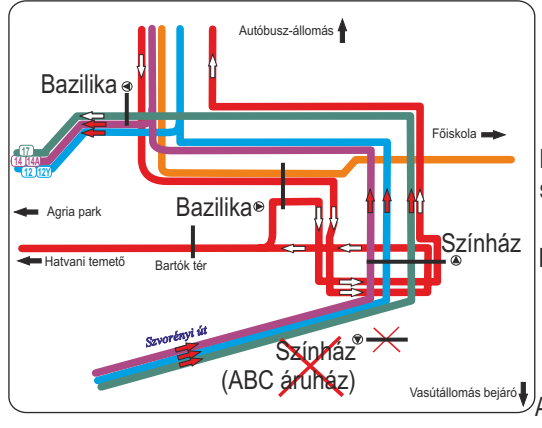 Autóbusz-állomás
Bazilika
Főiskola
17
14 14A
12 12Y
Bazilika
Agria park
Színház
Hatvani temető
Bartók tér
Szvorényi út
Színház
(ABC áruház)
Vasútállomás bejáró
A